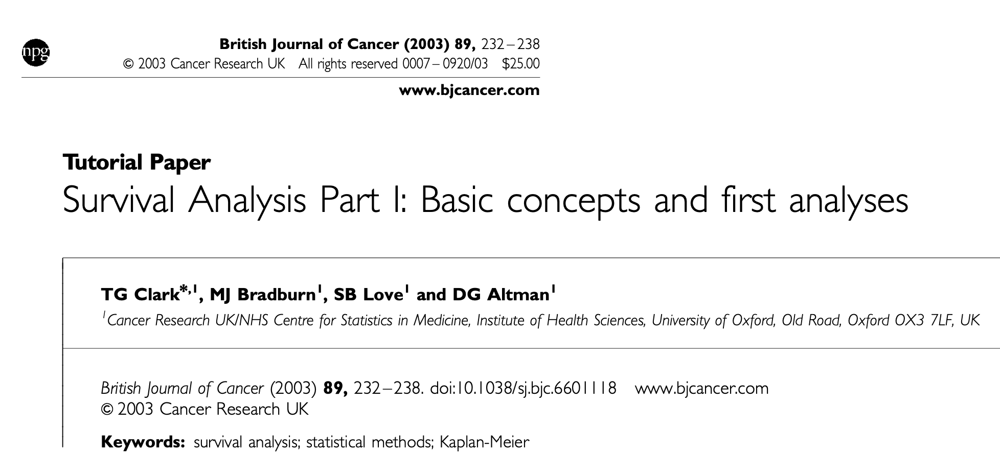 npg
British Journal of Cancer (2003) 89, 232–238
© 2003 Cancer Research UK All rights reserved 0007–0920/03 $25.00
www.bjcancer.com
Tutorial Paper
Survival Analysis Part I: Basic concepts and first analyses
TG Clark*,1, MJ Bradburn1, SB Love1 and DG Altman1
1Cancer Research UK/NHS Centre for Statistics in Medicine, Institute of Health Sciences, University of Oxford, Old Road, Oxford OX3 7LF, UK
British Journal of Cancer (2003) 89, 232–238. doi:10.1038/sj.bjc.6601118 www.bjcancer.com
© 2003 Cancer Research UK
Keywords: survival analysis; statistical methods; Kaplan-Meier